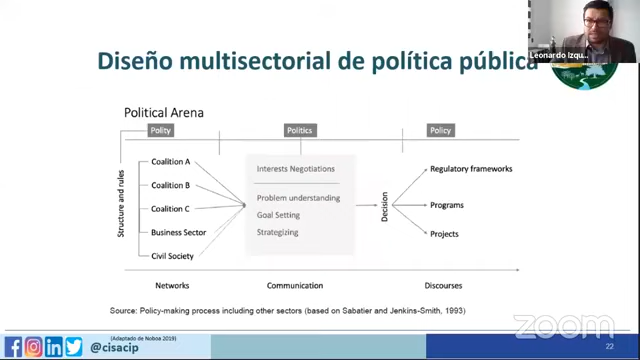 Leonardo Izqu...
Diseño multisectorial de política pública
Political Arena
Polity
Politics
Policy
Structure and rules
Coalition A
Coalition B
Coalition C
Business Sector
Civil Society
Interests Negotiations
Problem understanding
Goal Setting
Strategizing
Decision
Regulatory frameworks
Programs
Projects
Networks
Communication
Discourses
Source: Policy-making process including other sectors (based on Sabatier and Jenkins-Smith, 1993)
(Adaptado de Noboa 2019)
@cisacip
zoom
22